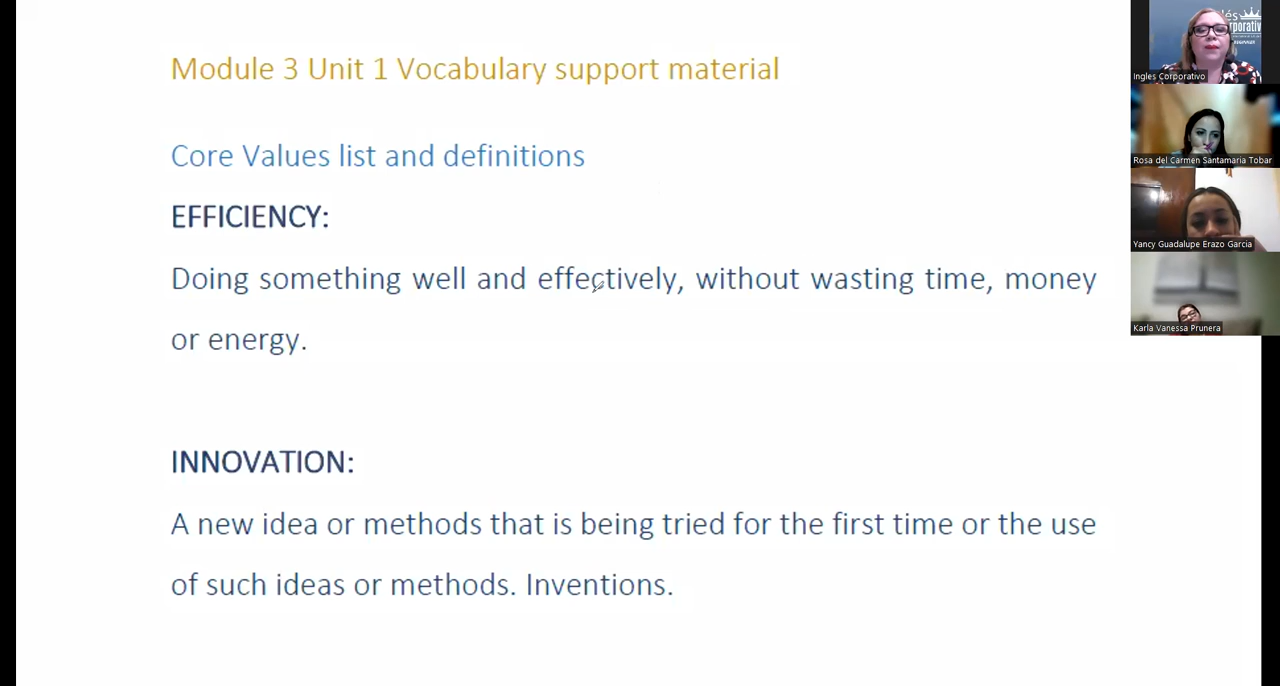 Module 3 Unit 1 Vocabulary support material
Core Values list and definitions
EFFICIENCY:
Doing something well and effectively, without wasting time, money
or energy.
INNOVATION:
A new idea or methods that is being tried for the first time or the use
of such ideas or methods. Inventions.
Ingles Corporativo
Rosa del Carmen Santamaria Tobar
Yancy Guadalupe Erazo Garcia
Karla Vanessa Prunera